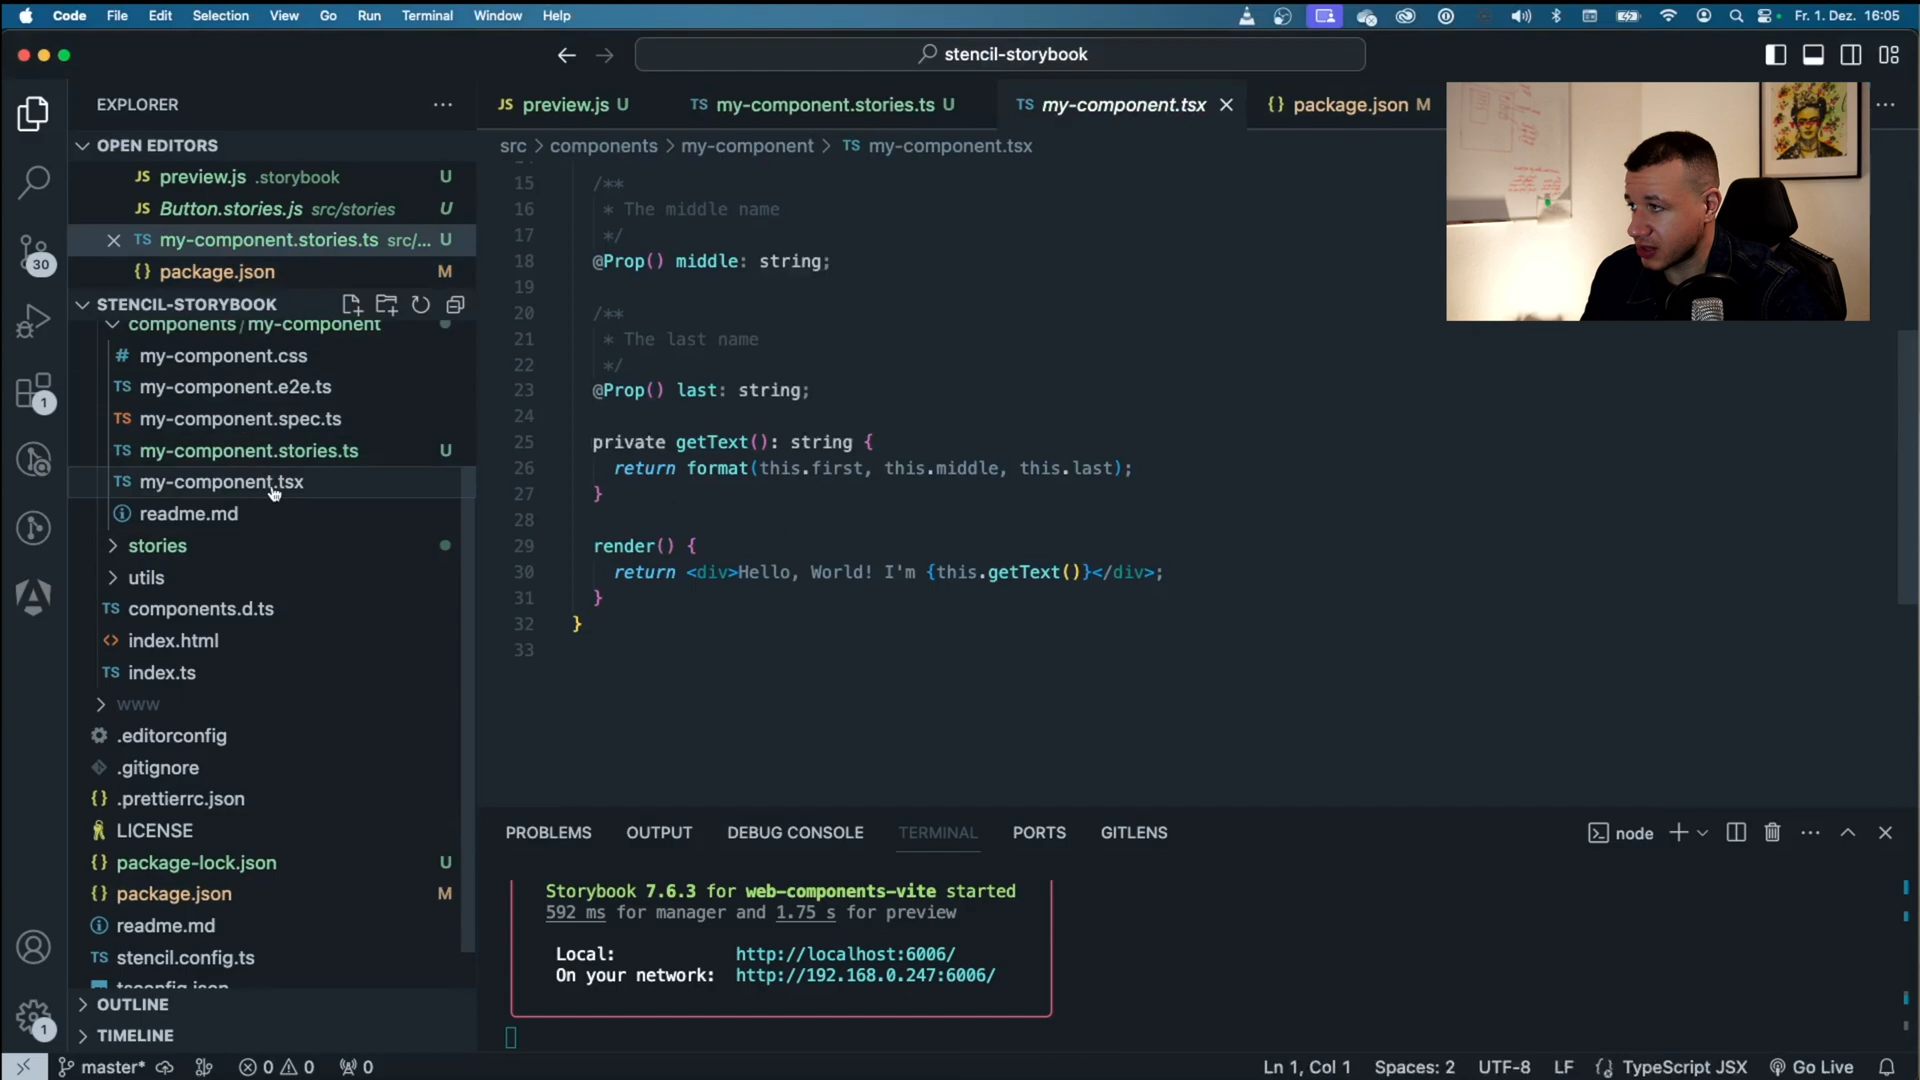 Code File Edit Selection View Go Run Terminal Window Help Fr. 1. Dez. 16:05
stencil-storybook
EXPLORER
OPEN EDITORS
JS preview.js .storybook U
JS Button.stories.js src/stories U
TS my-component.stories.ts src/... U
{} package.json M
STENCIL-STORYBOOK
components / my-component
# my-component.css
TS my-component.e2e.ts
TS my-component.spec.ts
TS my-component.stories.ts U
TS my-component.tsx
readme.md
stories
utils
TS components.d.ts
<> index.html
TS index.ts
www
.editorconfig
.gitignore
{} .prettierrc.json
LICENSE
{} package-lock.json U
{} package.json M
readme.md
TS stencil.config.ts
tsconfig.json
OUTLINE
TIMELINE
30
1
1
JS preview.js U TS my-component.stories.ts U TS my-component.tsx {} package.json M
src > components > my-component > TS my-component.tsx
15 /**
16 * The middle name
17 */
18 @Prop() middle: string;
19
20 /**
21 * The last name
22 */
23 @Prop() last: string;
24
25 private getText(): string {
26 return format(this.first, this.middle, this.last);
27 }
28
29 render() {
30 return <div>Hello, World! I'm {this.getText()}</div>;
31 }
32 }
33
PROBLEMS OUTPUT DEBUG CONSOLE TERMINAL PORTS GITLENS node
Storybook 7.6.3 for web-components-vite started
592 ms for manager and 1.75 s for preview
Local: http://localhost:6006/
On your network: http://192.168.0.247:6006/
master* 0 0 0 Ln 1, Col 1 Spaces: 2 UTF-8 LF TypeScript JSX Go Live